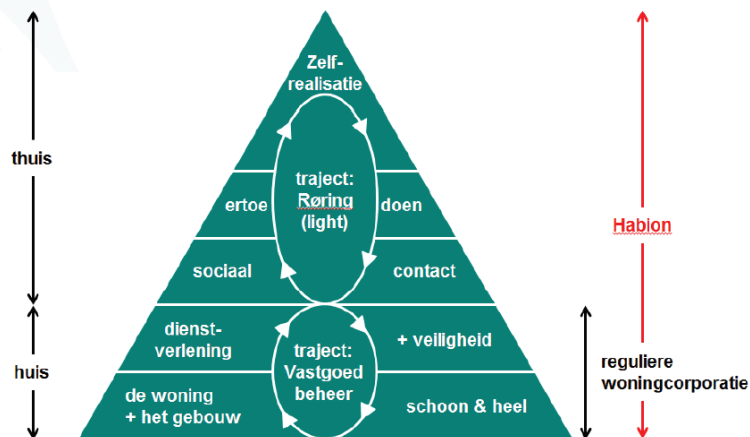 Zelf-
realisatie
thuis
traject:
Røring
(light)
ertoe
doen
Habion
sociaal
contact
dienst-
verlening
+ veiligheid
traject:
Vastgoed
beheer
huis
reguliere
woningcorporatie
de woning
+ het gebouw
schoon & heel